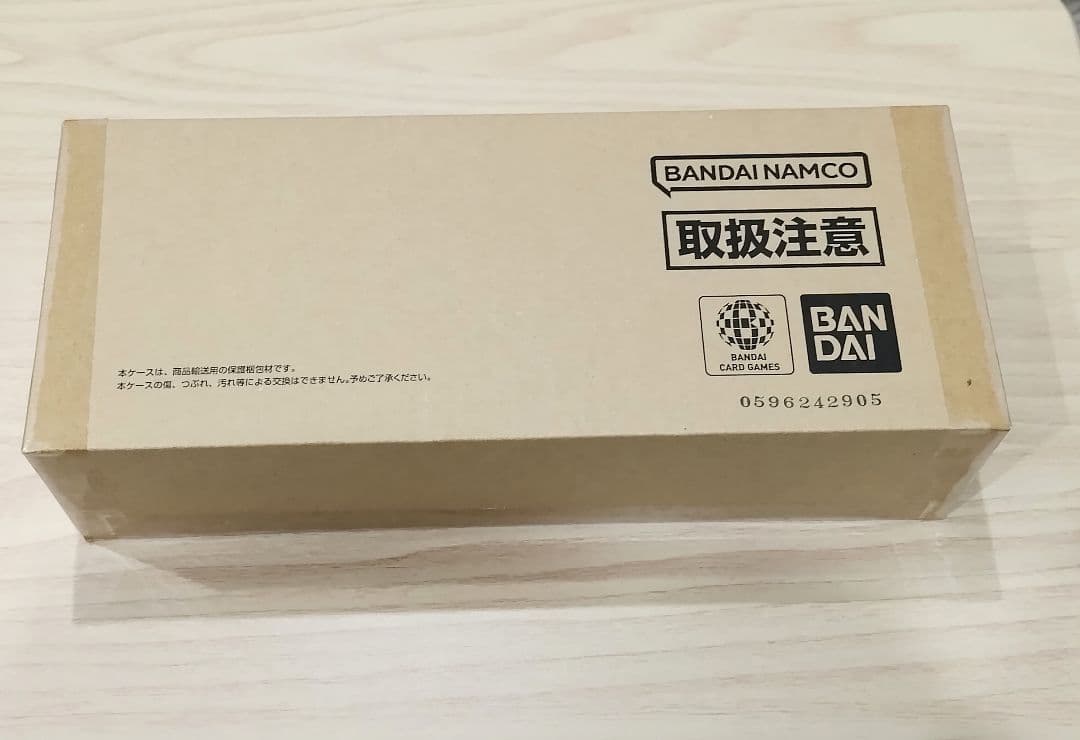 BANDAI NAMCO
取扱注意
BANDAI
CARD GAMES
BAN
DAI
0596242905
本ケースは、商品輸送用の保護梱包材です。
本ケースの傷、つぶれ、汚れ等による交換はできません。予めご了承ください。